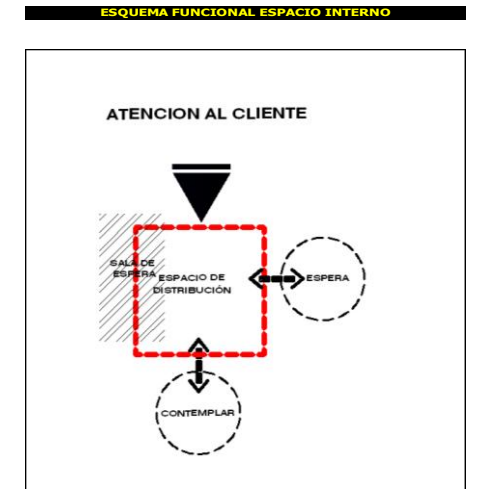 ESQUEMA FUNCIONAL ESPACIO INTERNO
ATENCION AL CLIENTE
SALA DE
ESPERA
ESPACIO DE
DISTRIBUCIÓN
ESPERA
CONTEMPLAR